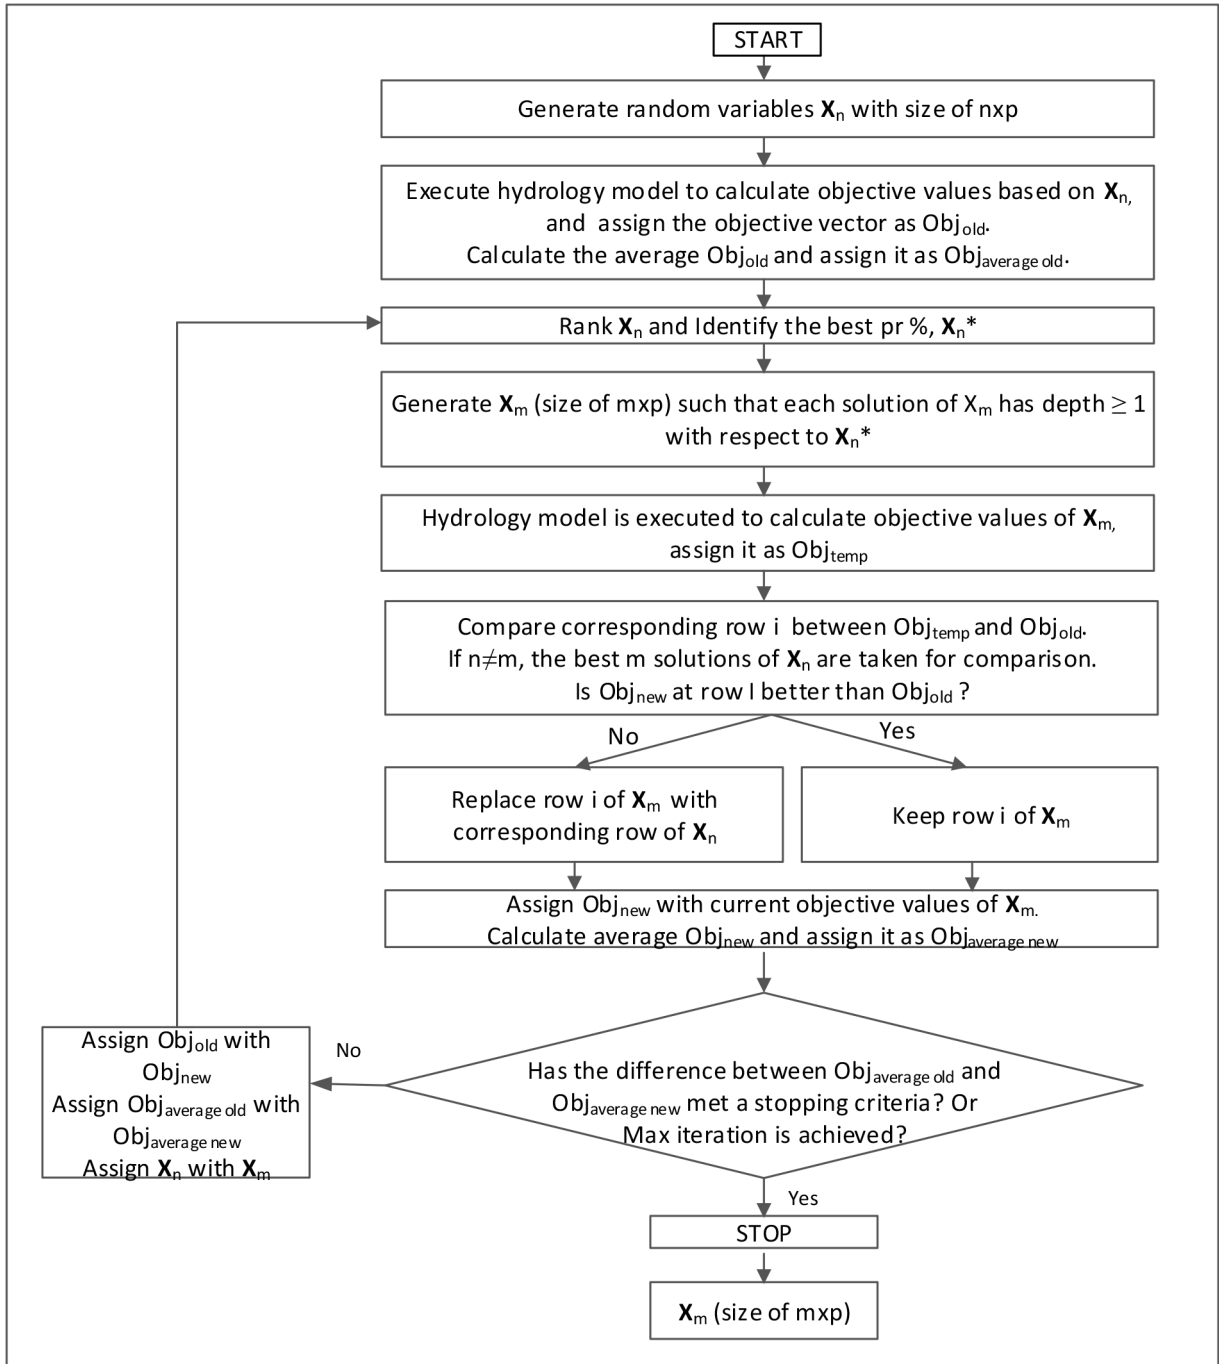 START
Generate random variables Xn with size of nxp
Execute hydrology model to calculate objective values based on Xn,
and assign the objective vector as Objold.
Calculate the average Objold and assign it as Objaverage old.
Rank Xn and Identify the best pr %, Xn*
Generate Xm (size of mxp) such that each solution of Xm has depth ≥ 1
with respect to Xn*
Hydrology model is executed to calculate objective values of Xm,
assign it as Objtemp
Compare corresponding row i between Objtemp and Objold.
If n≠m, the best m solutions of Xn are taken for comparison.
Is Objnew at row I better than Objold ?
No
Yes
Replace row i of Xm with
corresponding row of Xn
Keep row i of Xm
Assign Objnew with current objective values of Xm.
Calculate average Objnew and assign it as Objaverage new
Assign Objold with
Objnew
Assign Objaverage old with
Objaverage new
Assign Xn with Xm
No
Has the difference between Objaverage old and
Objaverage new met a stopping criteria? Or
Max iteration is achieved?
Yes
STOP
Xm (size of mxp)